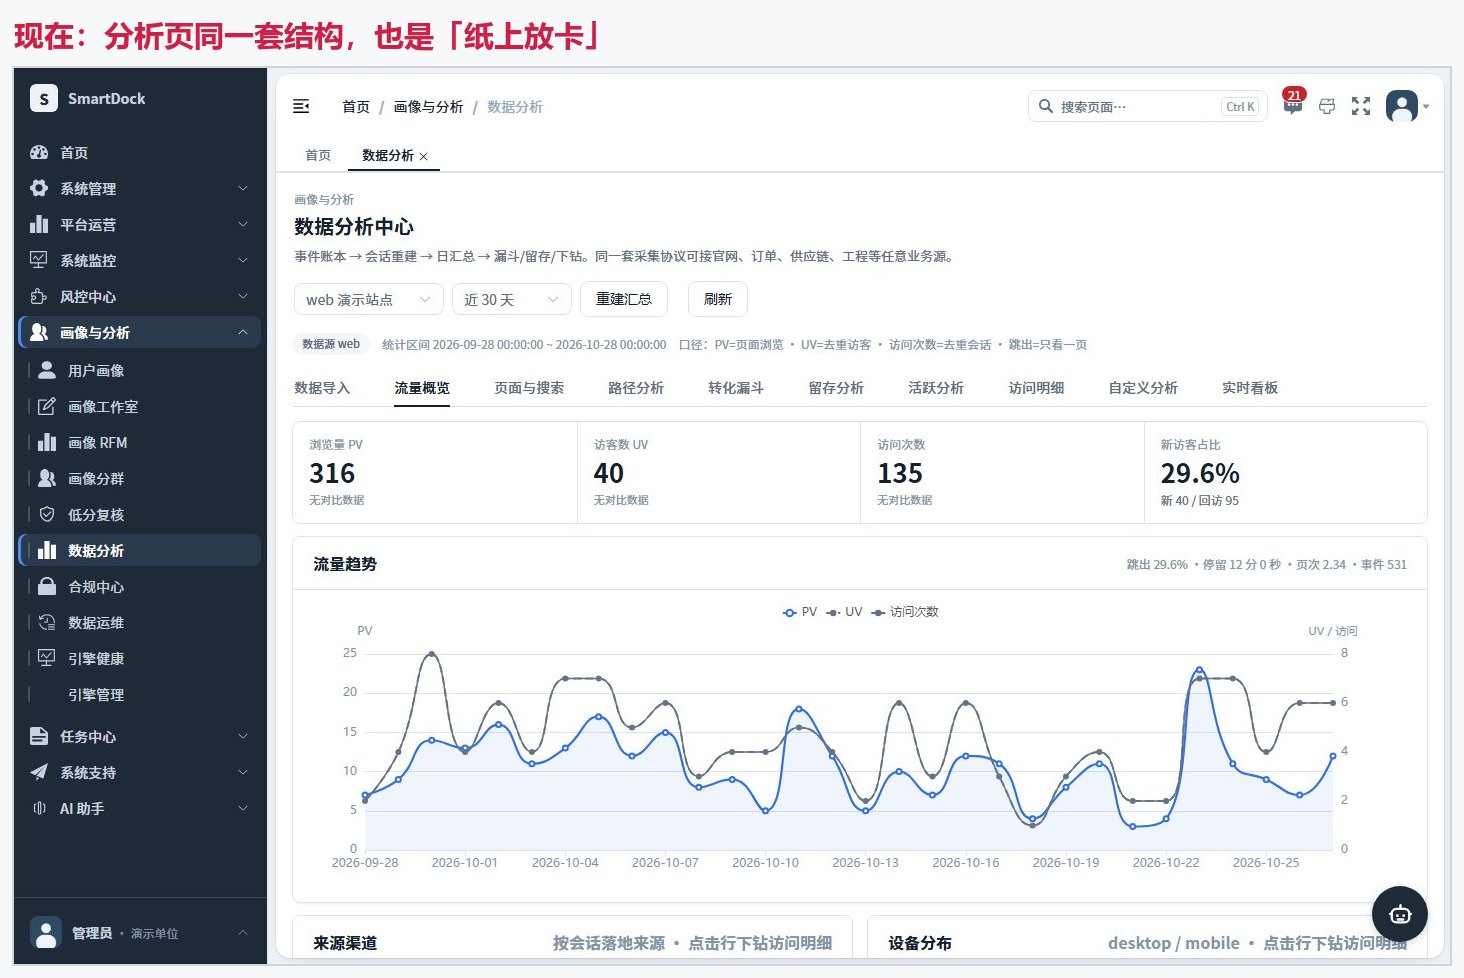 现在：分析页同一套结构，也是「纸上放卡」
S SmartDock
首页
系统管理
平台运营
系统监控
风控中心
画像与分析
用户画像
画像工作室
画像 RFM
画像分群
低分复核
数据分析
合规中心
数据运维
引擎健康
引擎管理
任务中心
系统支持
AI 助手
管理员 · 演示单位
首页 / 画像与分析 / 数据分析
搜索页面… Ctrl K
21
首页 数据分析
画像与分析
数据分析中心
事件账本 → 会话重建 → 日汇总 → 漏斗/留存/下钻。同一套采集协议可接官网、订单、供应链、工程等任意业务源。
web 演示站点 近 30 天 重建汇总 刷新
数据源 web 统计区间 2026-09-28 00:00:00 ~ 2026-10-28 00:00:00 口径：PV=页面浏览 · UV=去重访客 · 访问次数=去重会话 · 跳出=只看一页
数据导入 流量概览 页面与搜索 路径分析 转化漏斗 留存分析 活跃分析 访问明细 自定义分析 实时看板
浏览量 PV 访客数 UV 访问次数 新访客占比
316 40 135 29.6%
无对比数据 无对比数据 无对比数据 新 40 / 回访 95
流量趋势 跳出 29.6% · 停留 12 分 0 秒 · 页次 2.34 · 事件 531
PV UV 访问次数
PV UV / 访问
25 8
20 6
15
10 4
5 2
0 0
2026-09-28 2026-10-01 2026-10-04 2026-10-07 2026-10-10 2026-10-13 2026-10-16 2026-10-19 2026-10-22 2026-10-25
来源渠道 按会话落地来源 · 点击行下钻访问明细
设备分布 desktop / mobile · 点击行下钻访问明细